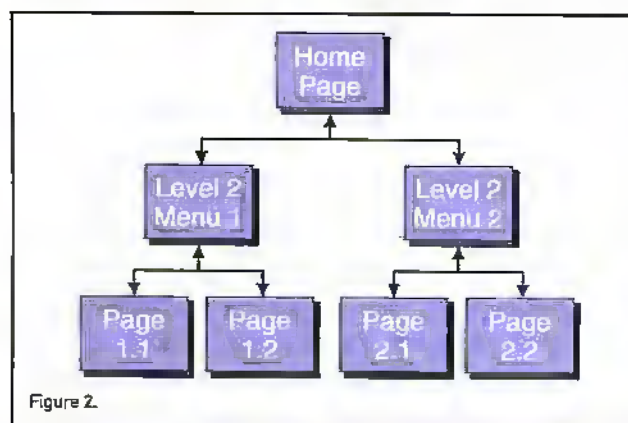 Home
Page
Level 2
Menu 1
Level 2
Menu 2
Page
1.1
Page
1.2
Page
2.1
Page
2.2
Figure 2.